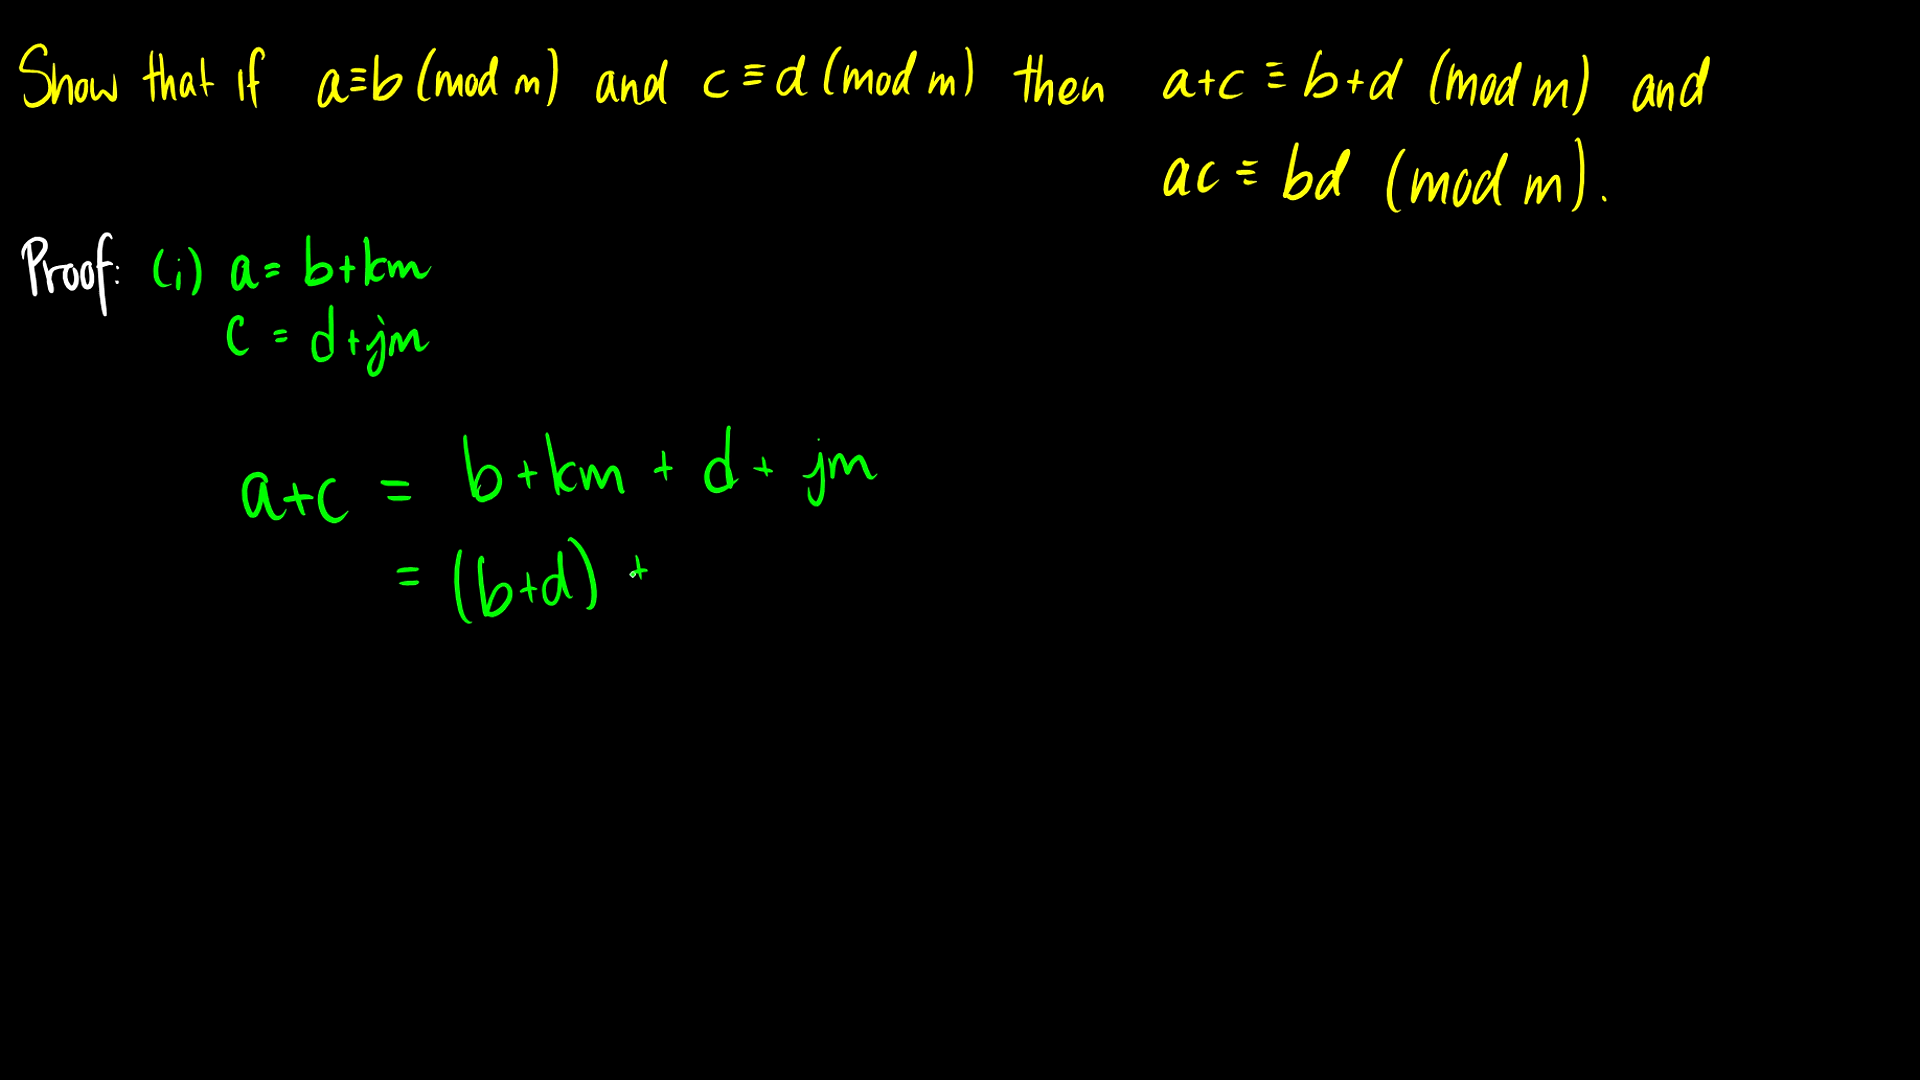 Show that if a≡b (mod m) and c≡d (mod m) then a+c ≡ b+d (mod m) and
ac ≡ bd (mod m).
Proof: (i) a = b+km
c = d+jm
a+c = b+km + d + jm
= (b+d) +